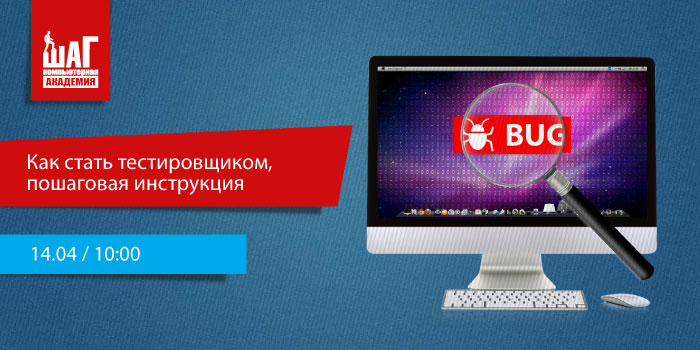 ШАГ
КОМПЬЮТЕРНАЯ
АКАДЕМИЯ
Как стать тестировщиком,
пошаговая инструкция
14.04 / 10:00
BUG